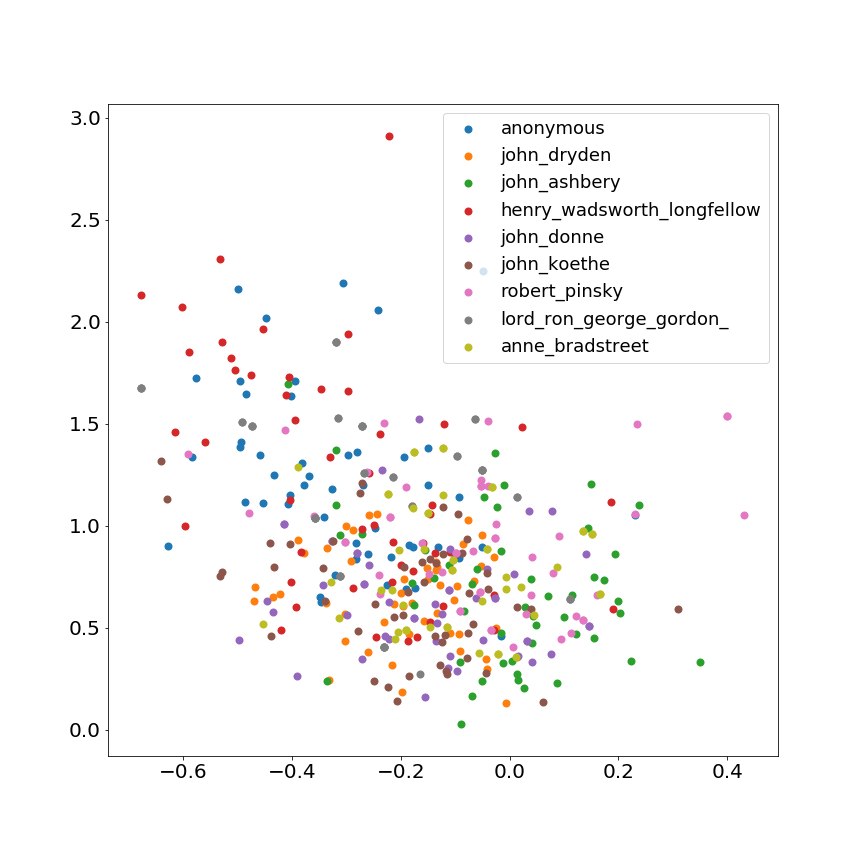 3.0
2.5
2.0
1.5
1.0
0.5
0.0
anonymous
john_dryden
john_ashbery
henry_wadsworth_longfellow
john_donne
john_koethe
robert_pinsky
lord_ron_george_gordon_
anne_bradstreet
−0.6 −0.4 −0.2 0.0 0.2 0.4